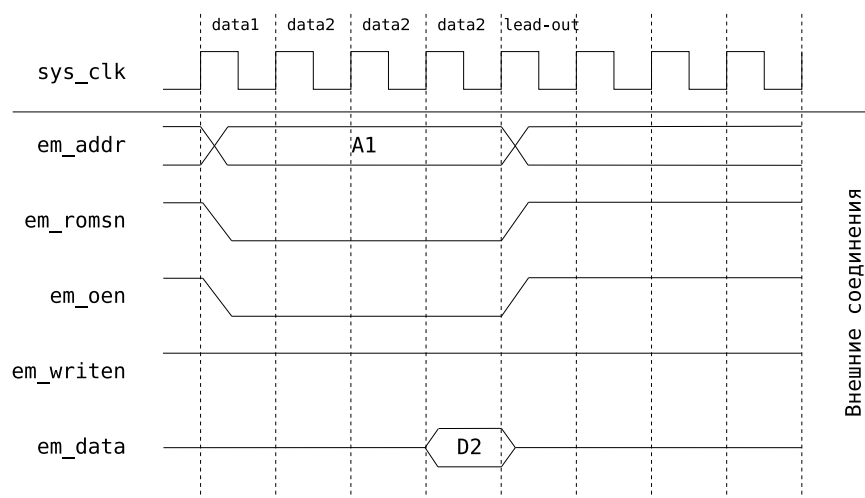 data1 data2 data2 data2 lead-out
sys_clk
em_addr A1
em_romsn
em_oen
em_writen
em_data D2
Внешние соединения